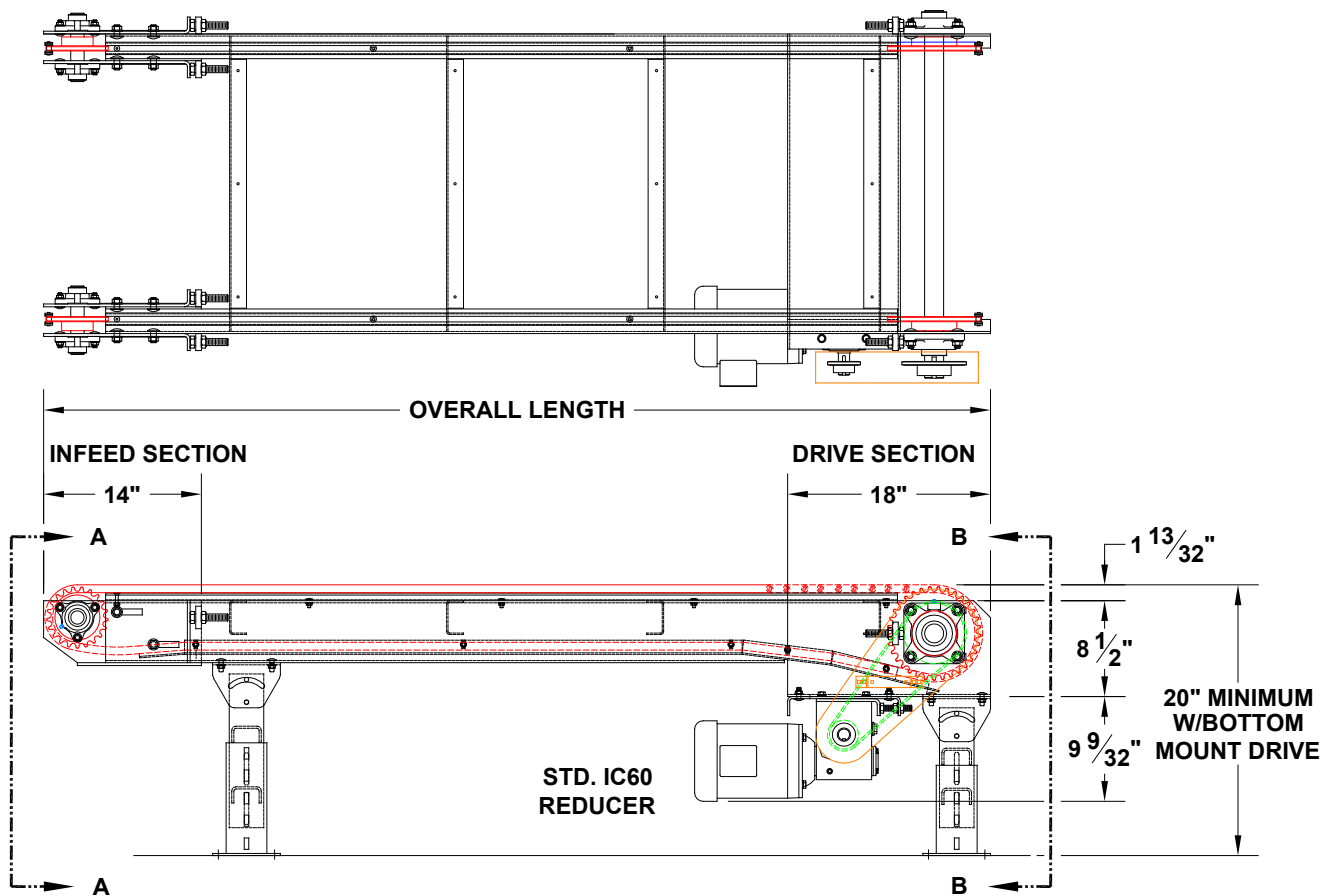 OVERALL LENGTH
INFEED SECTION
DRIVE SECTION
14"
18"
A
B
1 13/32"
8 1/2"
20" MINIMUM
W/BOTTOM
MOUNT DRIVE
9 9/32"
STD. IC60
REDUCER
A
B